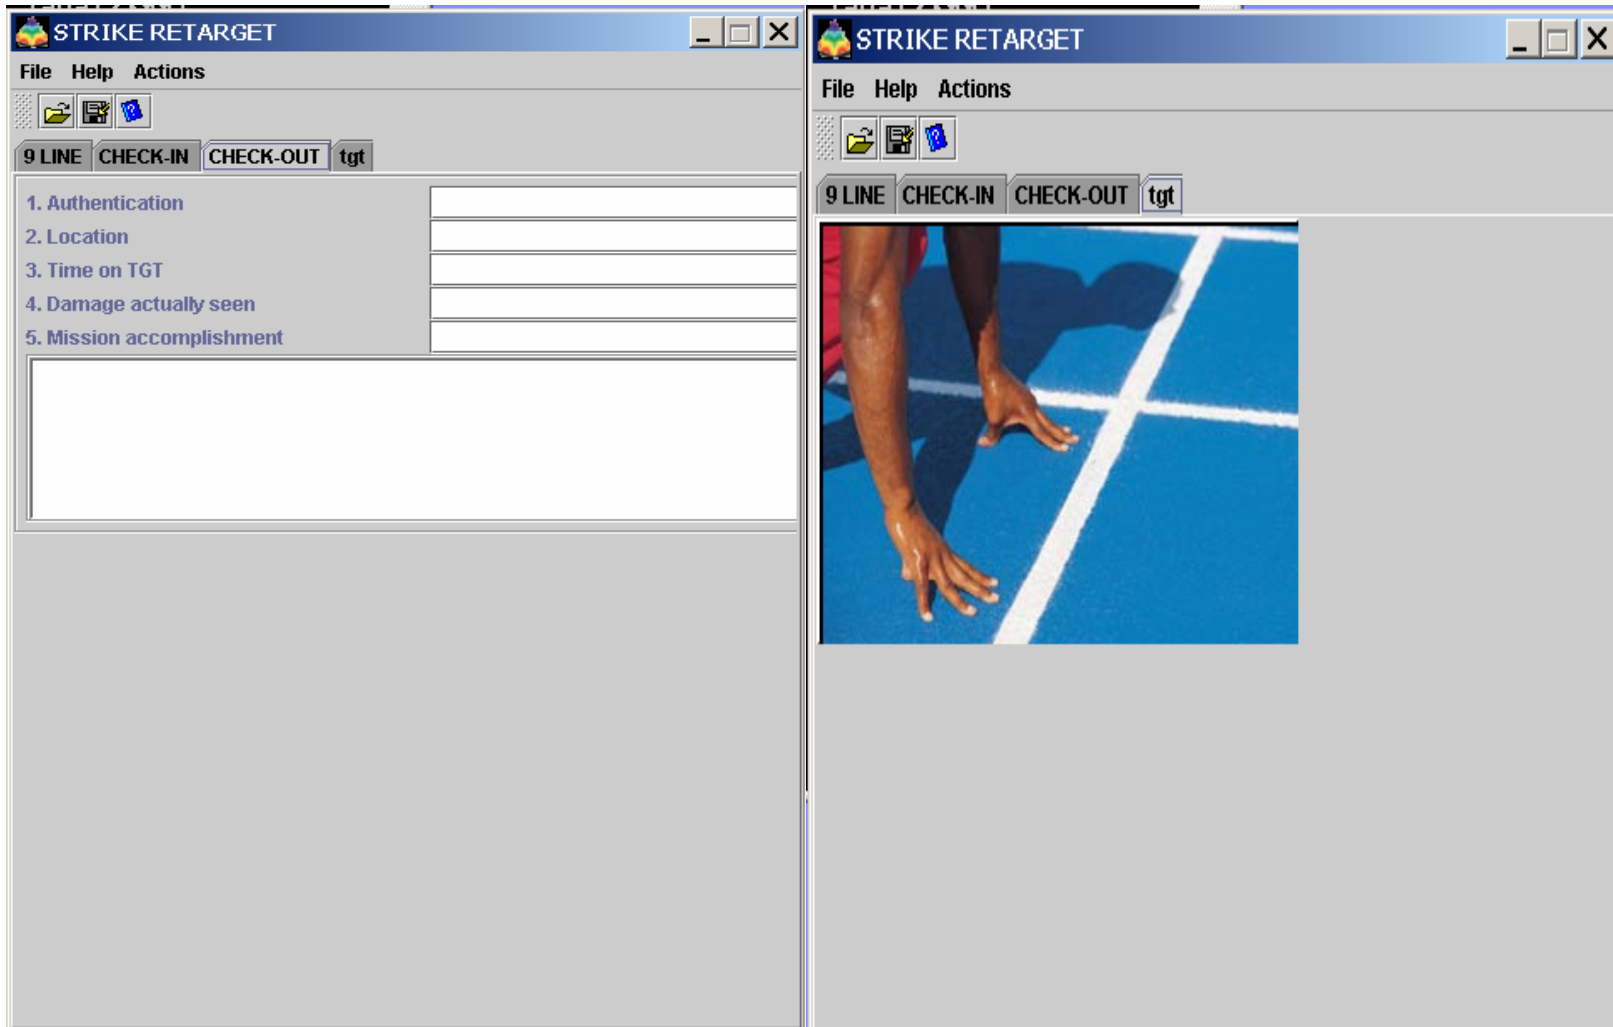 STRIKE RETARGET
File Help Actions
9 LINE CHECK-IN CHECK-OUT tgt
1. Authentication
2. Location
3. Time on TGT
4. Damage actually seen
5. Mission accomplishment
STRIKE RETARGET
File Help Actions
9 LINE CHECK-IN CHECK-OUT tgt